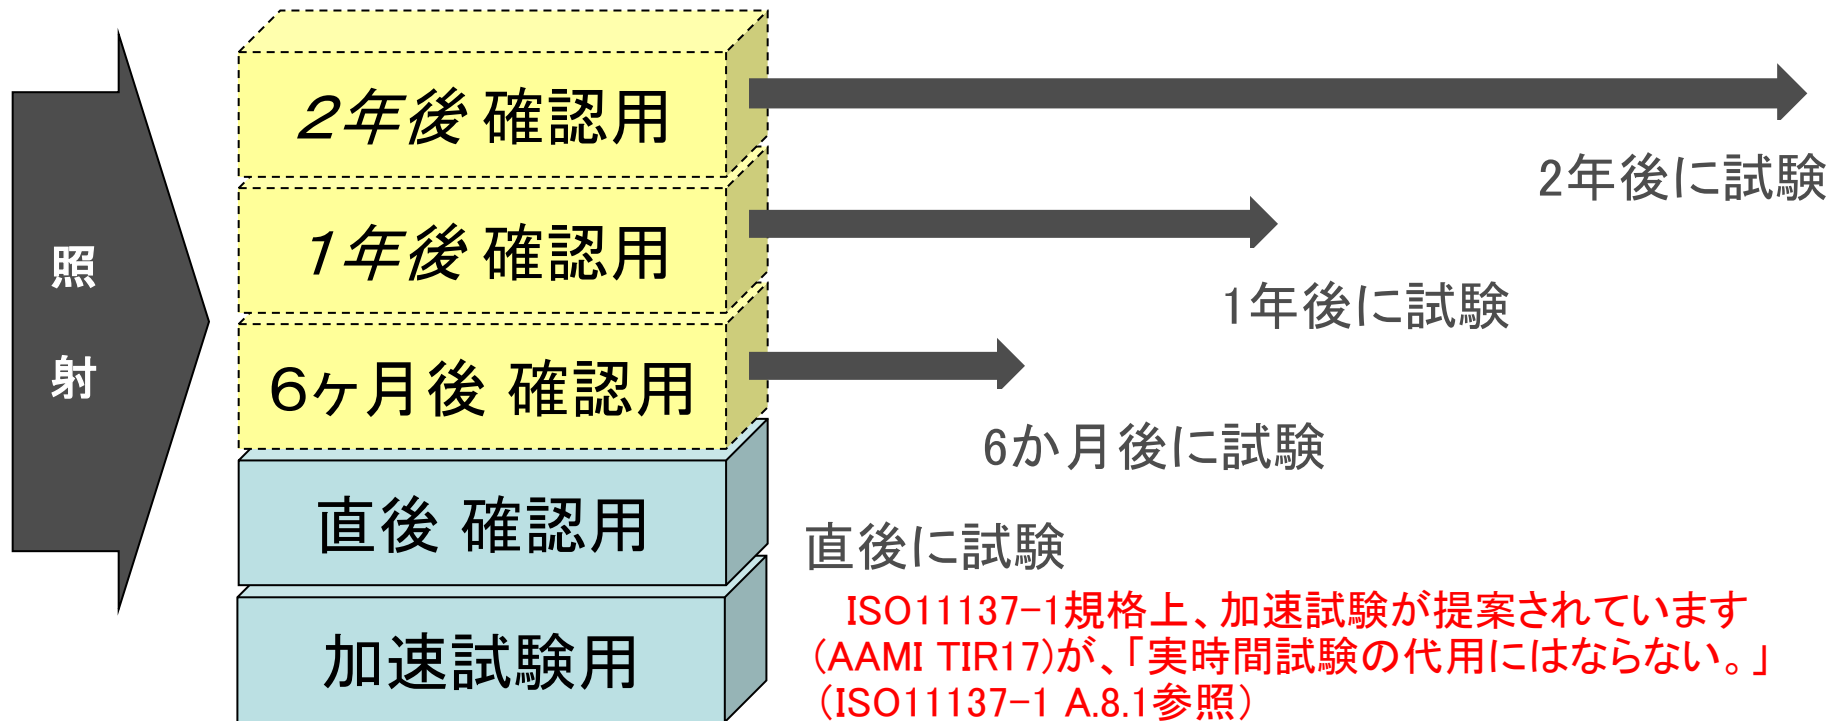 照
射
2年後 確認用
2年後に試験
1年後 確認用
1年後に試験
6ヶ月後 確認用
6か月後に試験
直後 確認用
直後に試験
加速試験用
ISO11137-1規格上、加速試験が提案されています
(AAMI TIR17)が、「実時間試験の代用にはならない。」
(ISO11137-1 A.8.1参照)